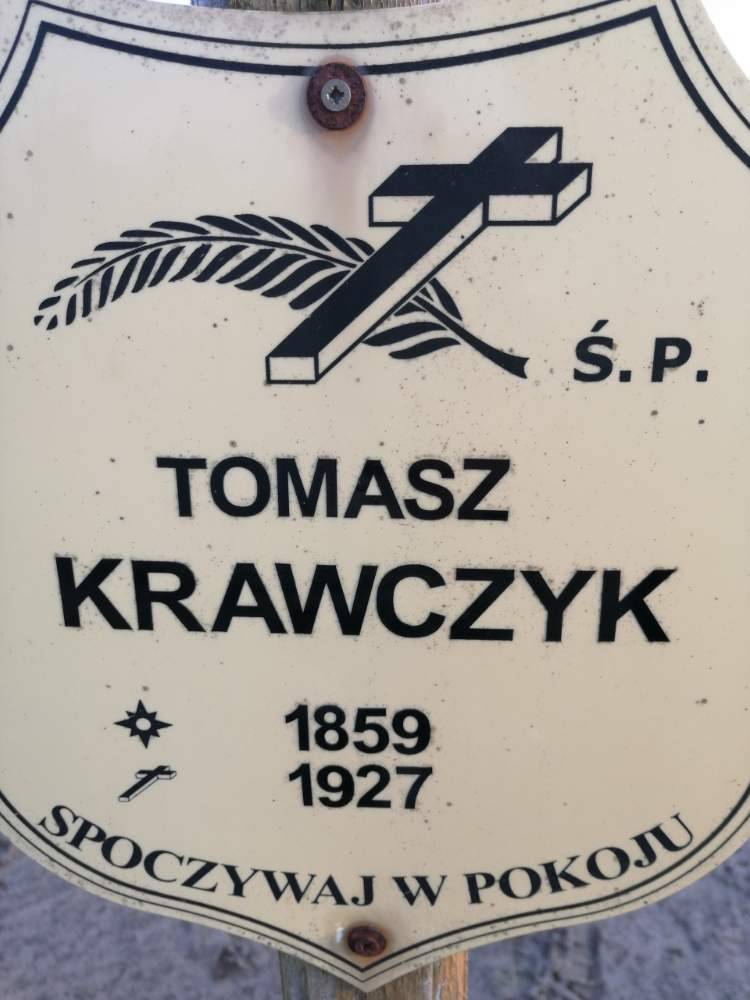 Ś. P.
TOMASZ
KRAWCZYK
1859
1927
SPOCZYWAJ W POKOJU